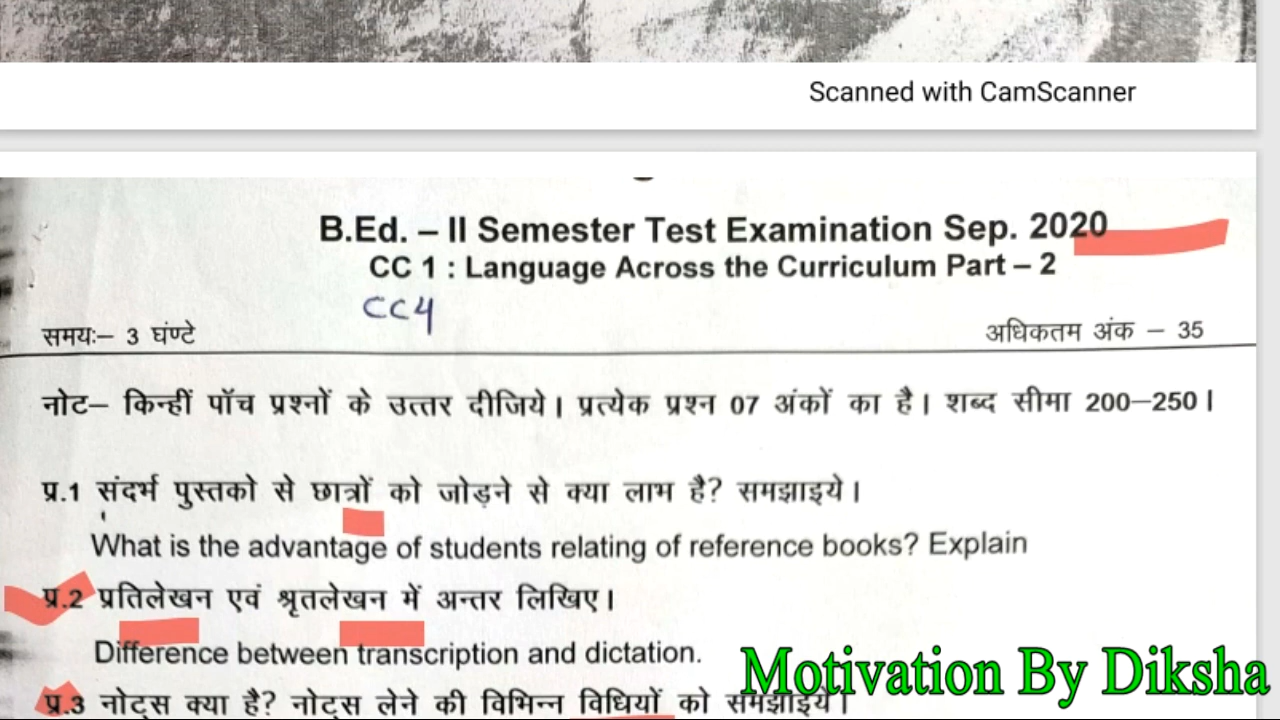 Scanned with CamScanner
B.Ed. – II Semester Test Examination Sep. 2020
CC 1 : Language Across the Curriculum Part – 2
CC4
समयः– 3 घंण्टे
अधिकतम अंक – 35
नोट– किन्हीं पॉच प्रश्नों के उत्तर दीजिये। प्रत्येक प्रश्न 07 अंकों का है। शब्द सीमा 200–250।
प्र.1 संदर्भ पुस्तको से छात्रों को जोड़ने से क्या लाभ है? समझाइये।
What is the advantage of students relating of reference books? Explain
प्र.2 प्रतिलेखन एवं श्रृतलेखन में अन्तर लिखिए।
Difference between transcription and dictation.
Motivation By Diksha
प्र.3 नोट्स क्या है? नोट्स लेने की विभिन्न विधियों को समझाइये।